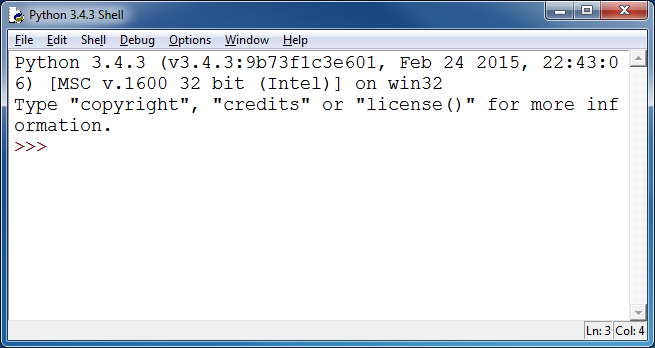 Python 3.4.3 Shell
File Edit Shell Debug Options Window Help
Python 3.4.3 (v3.4.3:9b73f1c3e601, Feb 24 2015, 22:43:0
6) [MSC v.1600 32 bit (Intel)] on win32
Type "copyright", "credits" or "license()" for more inf
ormation.
>>>
Ln: 3 Col: 4